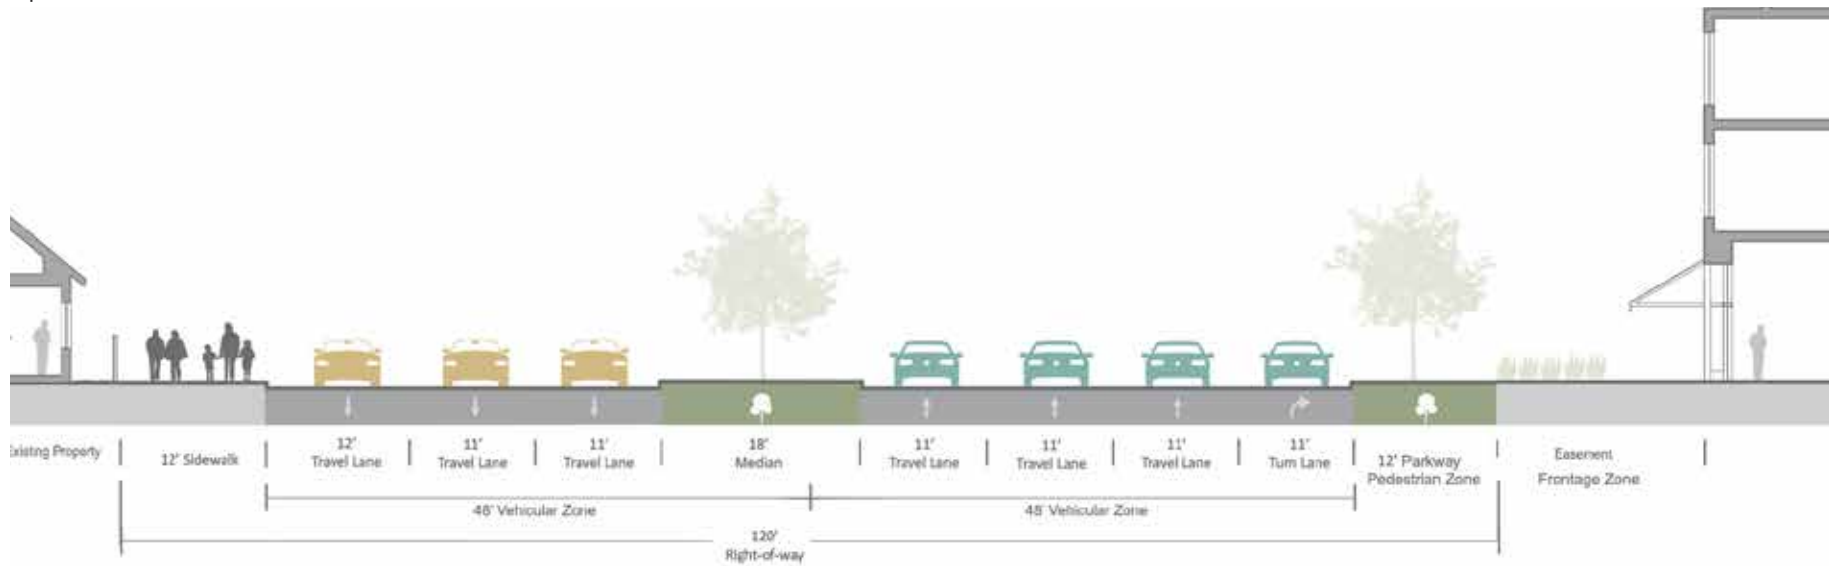 Existing Property
12' Sidewalk
12'
Travel Lane
11'
Travel Lane
11'
Travel Lane
18'
Median
11'
Travel Lane
11'
Travel Lane
11'
Travel Lane
11'
Turn Lane
12' Parkway
Pedestrian Zone
Easement
Frontage Zone
48' Vehicular Zone
48' Vehicular Zone
120'
Right-of-way